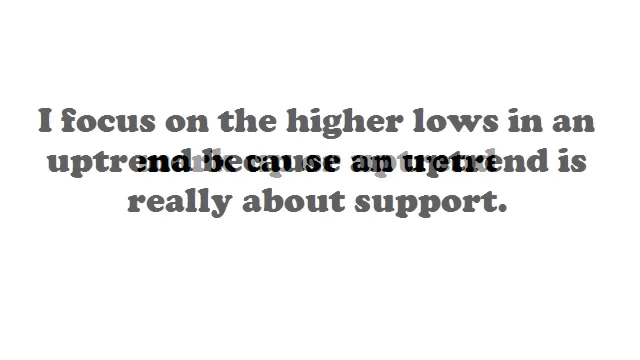 I focus on the higher lows in an
uptrend because an uptrend is
really about support.